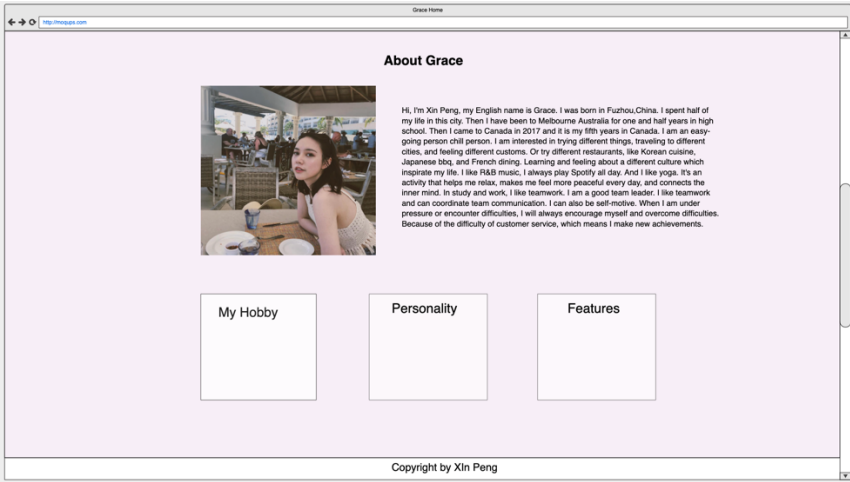 Grace Home
http://moqups.com
About Grace
Hi, I'm Xin Peng, my English name is Grace. I was born in Fuzhou,China. I spent half of
my life in this city. Then I have been to Melbourne Australia for one and half years in high
school. Then I came to Canada in 2017 and it is my fifth years in Canada. I am an easy-
going person chill person. I am interested in trying different things, traveling to different
cities, and feeling different customs. Or try different restaurants, like Korean cuisine,
Japanese bbq, and French dining. Learning and feeling about a different culture which
inspirate my life. I like R&B music, I always play Spotify all day. And I like yoga. It's an
activity that helps me relax, makes me feel more peaceful every day, and connects the
inner mind. In study and work, I like teamwork. I am a good team leader. I like teamwork
and can coordinate team communication. I can also be self-motive. When I am under
pressure or encounter difficulties, I will always encourage myself and overcome difficulties.
Because of the difficulty of customer service, which means I make new achievements.
My Hobby
Personality
Features
Copyright by XIn Peng